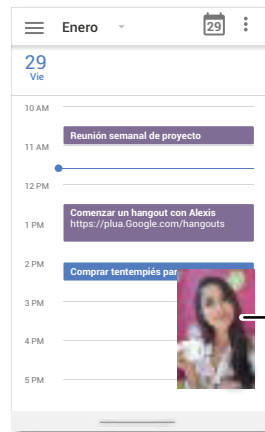 Enero
29
29
Vie
10 AM
Reunión semanal de proyecto
11 AM
12 PM
Comenzar un hangout con Alexis
1 PM
https://plua.Google.com/hangouts
2 PM
Comprar tentempiés par
3 PM
4 PM
5 PM